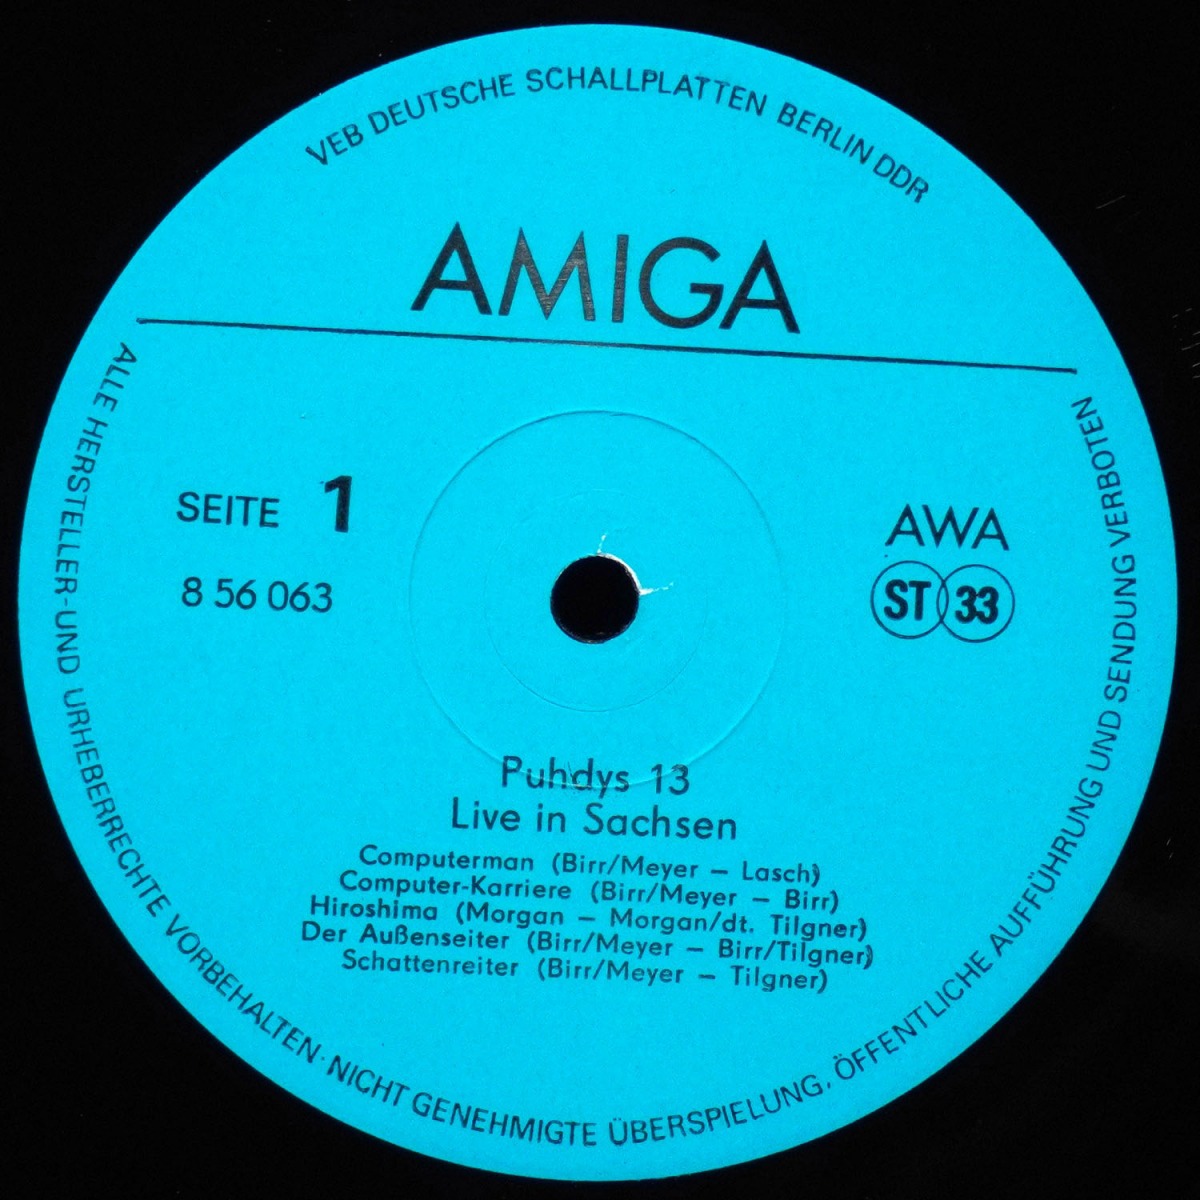 VEB DEUTSCHE SCHALLPLATTEN BERLIN DDR
AMIGA
SEITE 1
8 56 063
AWA
ST 33
Puhdys 13
Live in Sachsen
Computerman (Birr/Meyer – Lasch)
Computer-Karriere (Birr/Meyer – Birr)
Hiroshima (Morgan – Morgan/dt. Tilgner)
Der Außenseiter (Birr/Meyer – Birr/Tilgner)
Schattenreiter (Birr/Meyer – Tilgner)
ALLE HERSTELLER-UND URHEBERRECHTE VORBEHALTEN· NICHT GENEHMIGTE ÜBERSPIELUNG, ÖFFENTLICHE AUFFÜHRUNG UND SENDUNG VERBOTEN